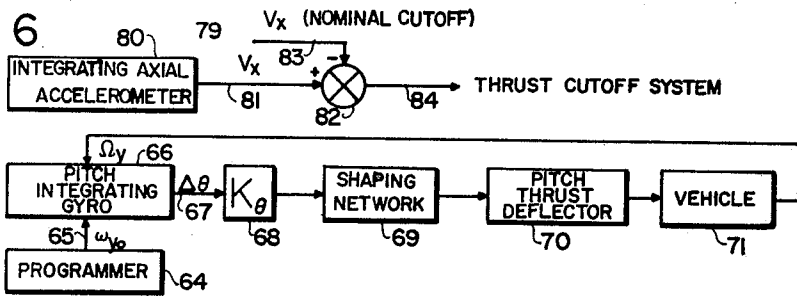 6
80
79
Vx (NOMINAL CUTOFF)
83
INTEGRATING AXIAL
ACCELEROMETER
Vx
81
+
-
82
84
THRUST CUTOFF SYSTEM
Ωy
66
PITCH
INTEGRATING
GYRO
Δθ
67
Kθ
68
SHAPING
NETWORK
69
PITCH
THRUST
DEFLECTOR
70
VEHICLE
71
65
ωyo
PROGRAMMER
64